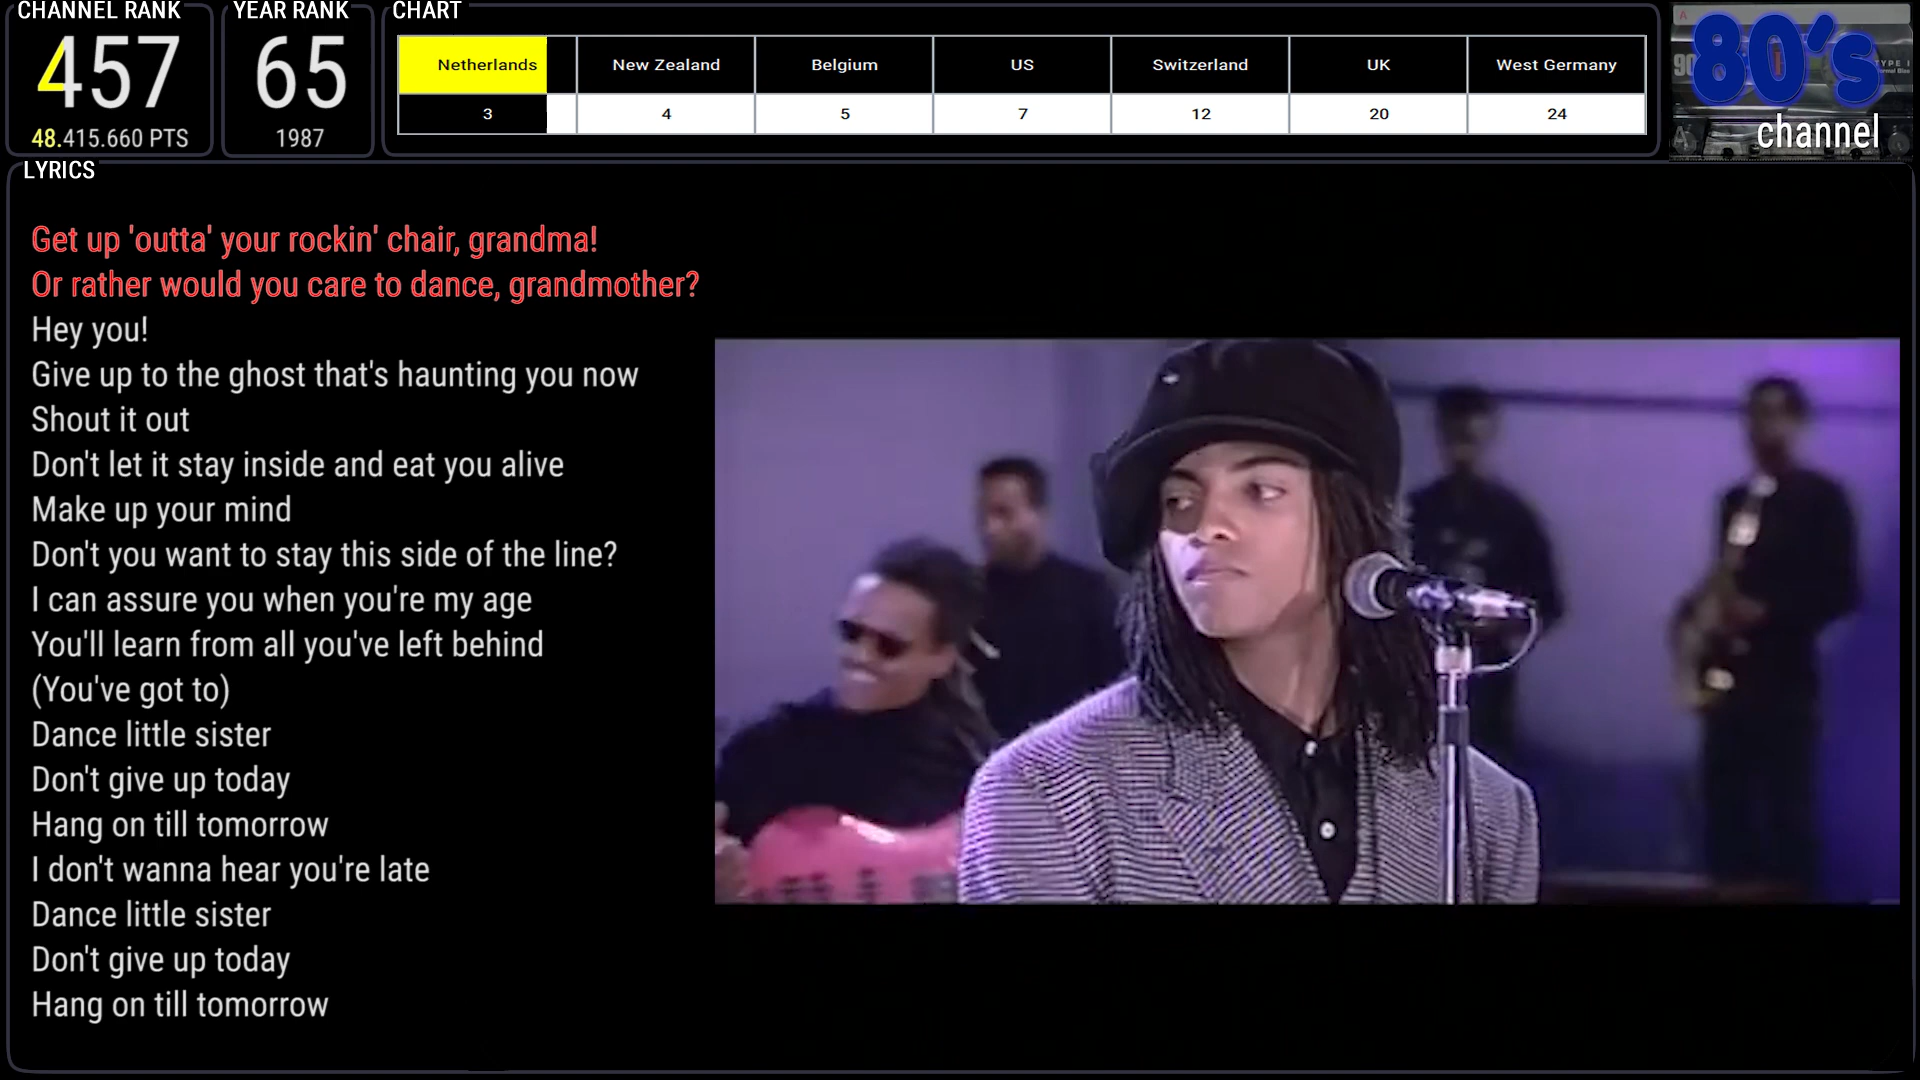 CHANNEL RANK
457
48.415.660 PTS
YEAR RANK
65
1987
CHART
Netherlands New Zealand Belgium US Switzerland UK West Germany
3 4 5 7 12 20 24
90
80's
TYPE I
A
A
channel
LYRICS
Get up 'outta' your rockin' chair, grandma!
Or rather would you care to dance, grandmother?
Hey you!
Give up to the ghost that's haunting you now
Shout it out
Don't let it stay inside and eat you alive
Make up your mind
Don't you want to stay this side of the line?
I can assure you when you're my age
You'll learn from all you've left behind
(You've got to)
Dance little sister
Don't give up today
Hang on till tomorrow
I don't wanna hear you're late
Dance little sister
Don't give up today
Hang on till tomorrow